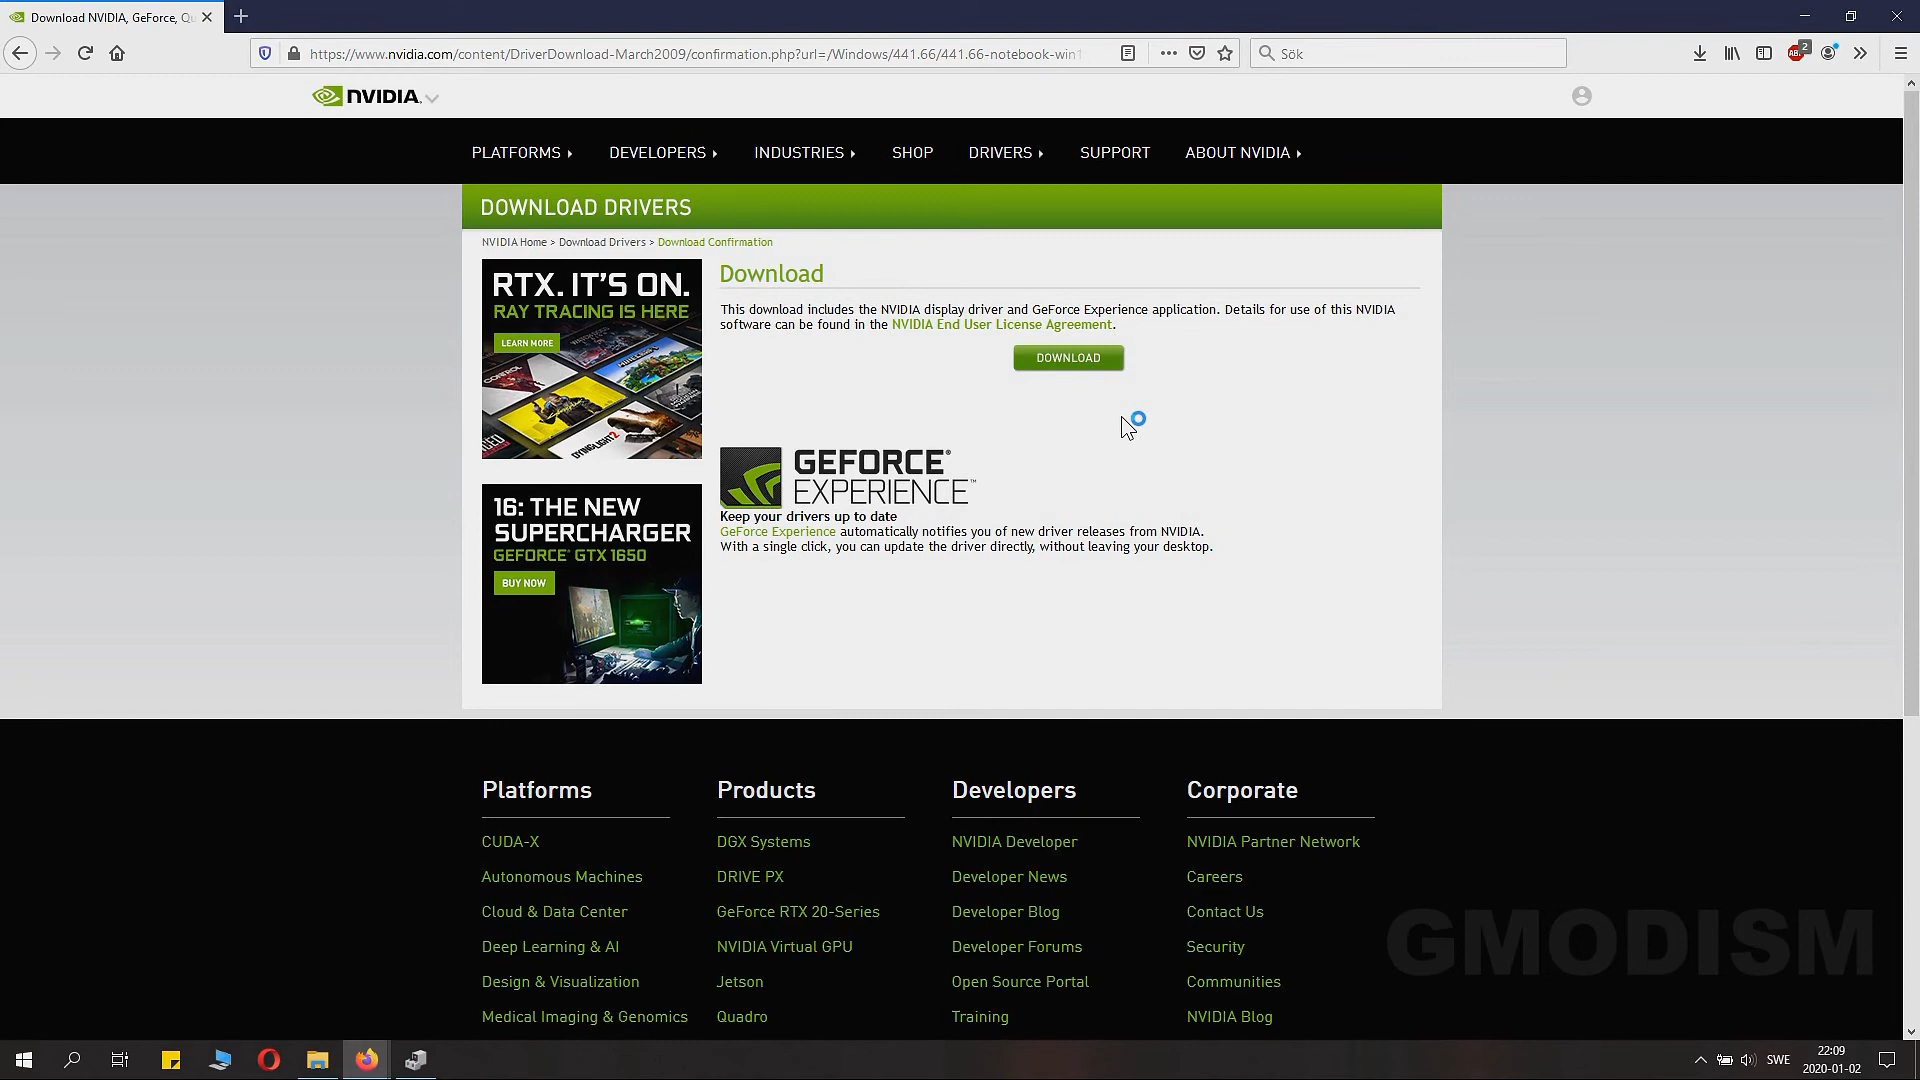 Download NVIDIA, GeForce, Qu
https://www.nvidia.com/content/DriverDownload-March2009/confirmation.php?url=/Windows/441.66/441.66-notebook-win1
Sök
2
NVIDIA.
PLATFORMS
DEVELOPERS
INDUSTRIES
SHOP
DRIVERS
SUPPORT
ABOUT NVIDIA
DOWNLOAD DRIVERS
NVIDIA Home > Download Drivers > Download Confirmation
RTX. IT'S ON.
RAY TRACING IS HERE
LEARN MORE
CONTROL
MINECRAFT
DYING LIGHT 2
Download
This download includes the NVIDIA display driver and GeForce Experience application. Details for use of this NVIDIA
software can be found in the NVIDIA End User License Agreement.
DOWNLOAD
GEFORCE®
EXPERIENCE™
Keep your drivers up to date
GeForce Experience automatically notifies you of new driver releases from NVIDIA.
With a single click, you can update the driver directly, without leaving your desktop.
16: THE NEW
SUPERCHARGER
GEFORCE® GTX 1650
BUY NOW
Platforms
CUDA-X
Autonomous Machines
Cloud & Data Center
Deep Learning & AI
Design & Visualization
Medical Imaging & Genomics
Products
DGX Systems
DRIVE PX
GeForce RTX 20-Series
NVIDIA Virtual GPU
Jetson
Quadro
Developers
NVIDIA Developer
Developer News
Developer Blog
Developer Forums
Open Source Portal
Training
Corporate
NVIDIA Partner Network
Careers
Contact Us
Security
Communities
NVIDIA Blog
GMODISM
SWE
22:09
2020-01-02